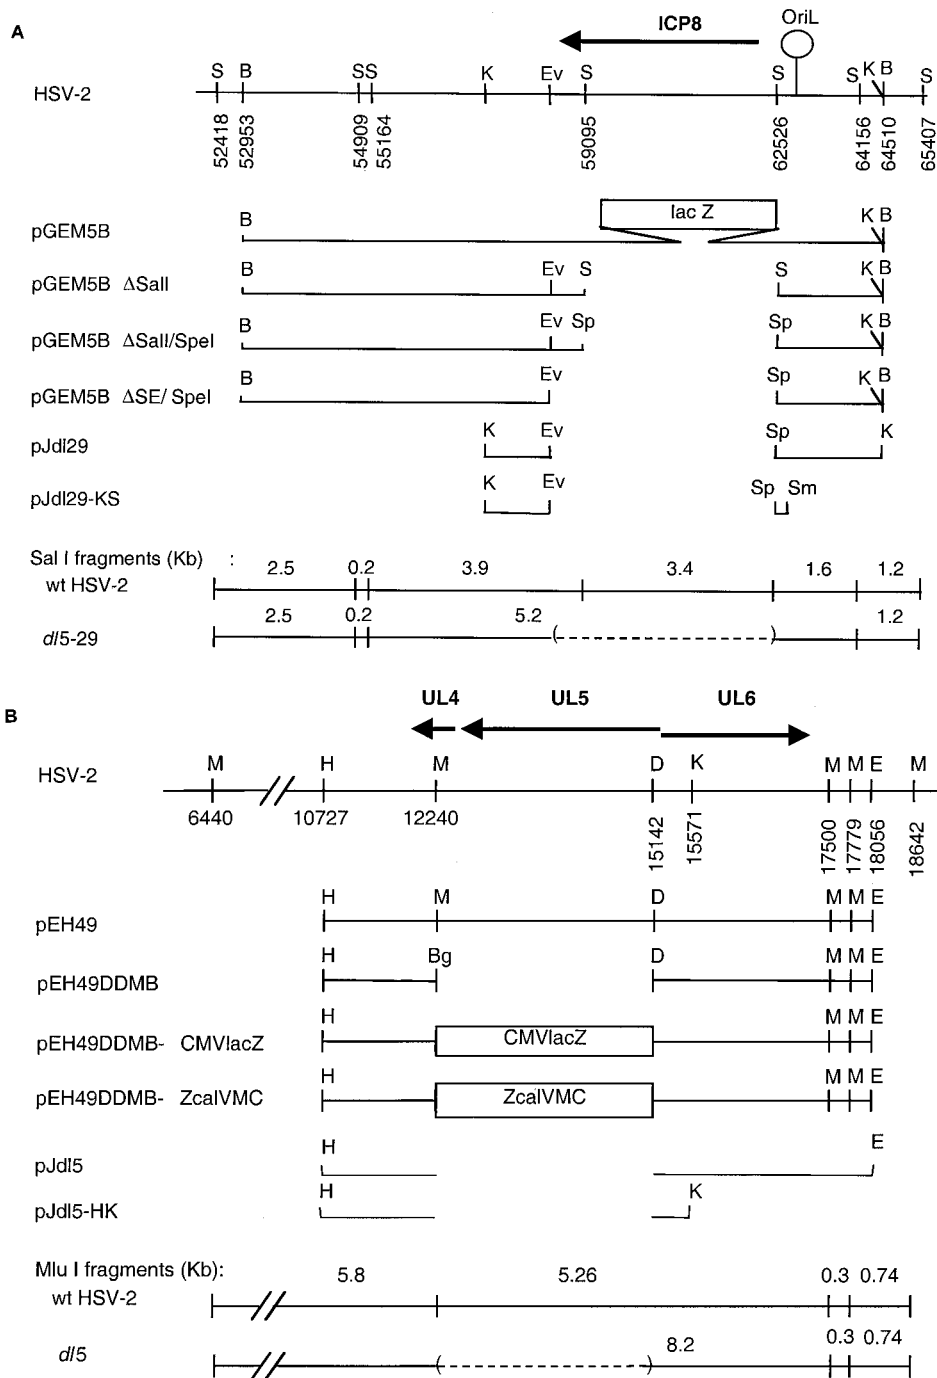 A
ICP8
OriL
HSV-2
S B SS K Ev S S S K B S
52418 52953 54909 55164 59095 62526 64156 64510 65407
lac Z
pGEM5B B K B
pGEM5B ΔSalI B Ev S S K B
pGEM5B ΔSalI/SpeI B Ev Sp Sp K B
pGEM5B ΔSE/ SpeI B Ev Sp K B
pJdl29 K Ev Sp K
pJdl29-KS K Ev Sp Sm
Sal I fragments (Kb) :
wt HSV-2 2.5 0.2 3.9 3.4 1.6 1.2
dl5-29 2.5 0.2 5.2 ( ) 1.2
B
UL4 UL5 UL6
HSV-2 M H M D K M M E M
6440 10727 12240 15142 15571 17500 17779 18056 18642
pEH49 H M D M M E
pEH49DDMB H Bg D M M E
pEH49DDMB- CMVlacZ H CMVlacZ M M E
pEH49DDMB- ZcalVMC H ZcalVMC M M E
pJdl5 H E
pJdl5-HK H K
Mlu I fragments (Kb):
wt HSV-2 5.8 5.26 0.3 0.74
dl5 ( ) 8.2 0.3 0.74